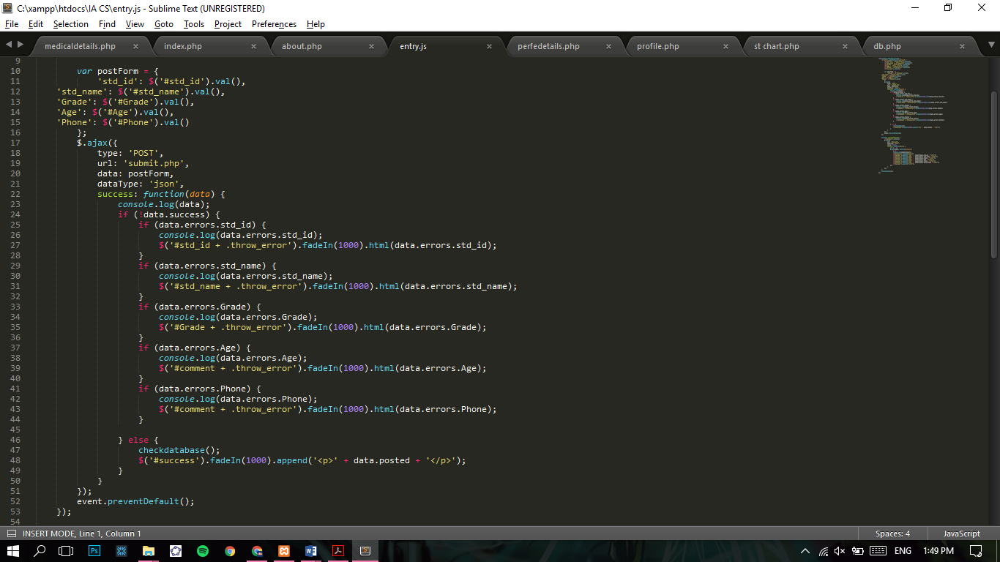 C:\xampp\htdocs\IA CS\entry.js - Sublime Text (UNREGISTERED)
File Edit Selection Find View Goto Tools Project Preferences Help
medicaldetails.php × index.php × about.php × entry.js × perfedetails.php × profile.php × st chart.php × db.php ×
9
10 var postForm = {
11 'std_id': $('#std_id').val(),
12 'std_name': $('#std_name').val(),
13 'Grade': $('#Grade').val(),
14 'Age': $('#Age').val(),
15 'Phone': $('#Phone').val()
16 };
17 $.ajax({
18 type: 'POST',
19 url: 'submit.php',
20 data: postForm,
21 dataType: 'json',
22 success: function(data) {
23 console.log(data);
24 if (!data.success) {
25 if (data.errors.std_id) {
26 console.log(data.errors.std_id);
27 $('#std_id + .throw_error').fadeIn(1000).html(data.errors.std_id);
28 }
29 if (data.errors.std_name) {
30 console.log(data.errors.std_name);
31 $('#std_name + .throw_error').fadeIn(1000).html(data.errors.std_name);
32 }
33 if (data.errors.Grade) {
34 console.log(data.errors.Grade);
35 $('#Grade + .throw_error').fadeIn(1000).html(data.errors.Grade);
36 }
37 if (data.errors.Age) {
38 console.log(data.errors.Age);
39 $('#comment + .throw_error').fadeIn(1000).html(data.errors.Age);
40 }
41 if (data.errors.Phone) {
42 console.log(data.errors.Phone);
43 $('#comment + .throw_error').fadeIn(1000).html(data.errors.Phone);
44 }
45
46 } else {
47 checkdatabase();
48 $('#success').fadeIn(1000).append('<p>' + data.posted + '</p>');
49 }
50 }
51 });
52 event.preventDefault();
53 });
54
INSERT MODE, Line 1, Column 1 Spaces: 4 JavaScript
Ps W S ENG 1:49 PM